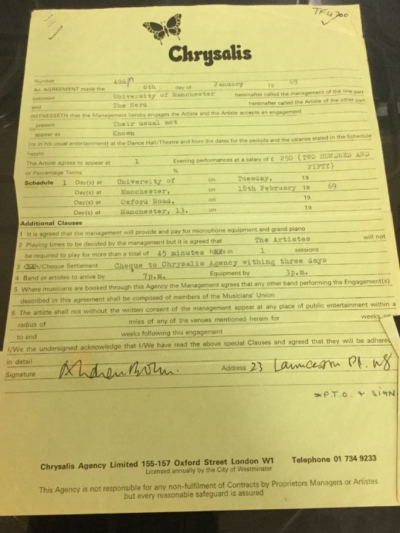 TFH700
Chrysalis
Number
An AGREEMENT made the 6th day of January 19 69
between University of Manchester hereinafter called the management of the one part
and The Herd hereinafter called the Artiste of the other part
WITNESSETH that the Management hereby engages the Artiste and the Artiste accepts an engagement
present Their usual act
appear as Known
(or in his usual entertainment) at the Dance Hall/Theatre and from the dates for the periods and the salaries stated in the Schedule
hereto
The Artiste agrees to appear at 1 Evening performances at a salary of £ 250 (TWO HUNDRED AND
or Percentage Terms % FIFTY)
Schedule 1 Day(s) at University of on Tuesday, 19
Day(s) at Manchester, on 18th February 19 69
Day(s) at Oxford Road, on 19
Day(s) at Manchester, 13. on 19
Additional Clauses
1 It is agreed that the management will provide and pay for microphone equipment and grand piano
2 Playing times to be decided by the management but it is agreed that The Artistes will not
be required to play for more than a total of 45 minutes in 1 sessions
3 /Cheque Settlement Cheque to Chrysalis Agency withing three days
4 Band or artistes to arrive by 7p.m. Equipment by 3p.m.
5 Where musicians are booked through this Agency the Management agrees that any other band performing the Engagement(s)
described in this agreement shall be composed of members of the Musicians' Union
6 The artiste shall not without the written consent of the management appear at any place of public entertainment within a
radius of miles of any of the venues mentioned herein for weeks
to and weeks following this engagement
I/We the undersigned acknowledge that I/We have read the above special Clauses and agreed that they will be adhered
in detail
Signature Address 23
P.T.O. & SIGN.
Chrysalis Agency Limited 155-157 Oxford Street London W1 Telephone 01 734 9233
Licensed annually by the City of Westminster
This Agency is not responsible for any non-fulfilment of Contracts by Proprietors Managers or Artistes
but every reasonable safeguard is assured